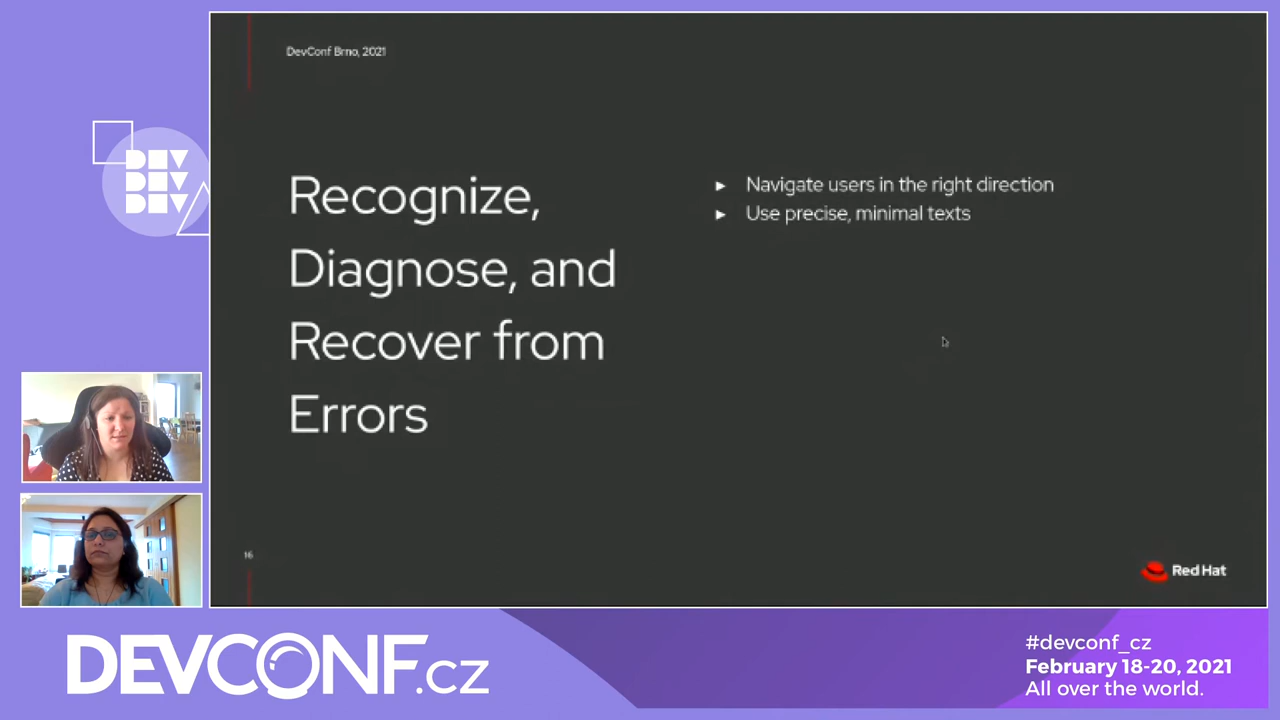 DevConf Brno, 2021
DEV
DEV
DEV
Recognize,
Diagnose, and
Recover from
Errors
► Navigate users in the right direction
► Use precise, minimal texts
16
Red Hat
DEVCONF.cz
#devconf_cz
February 18-20, 2021
All over the world.